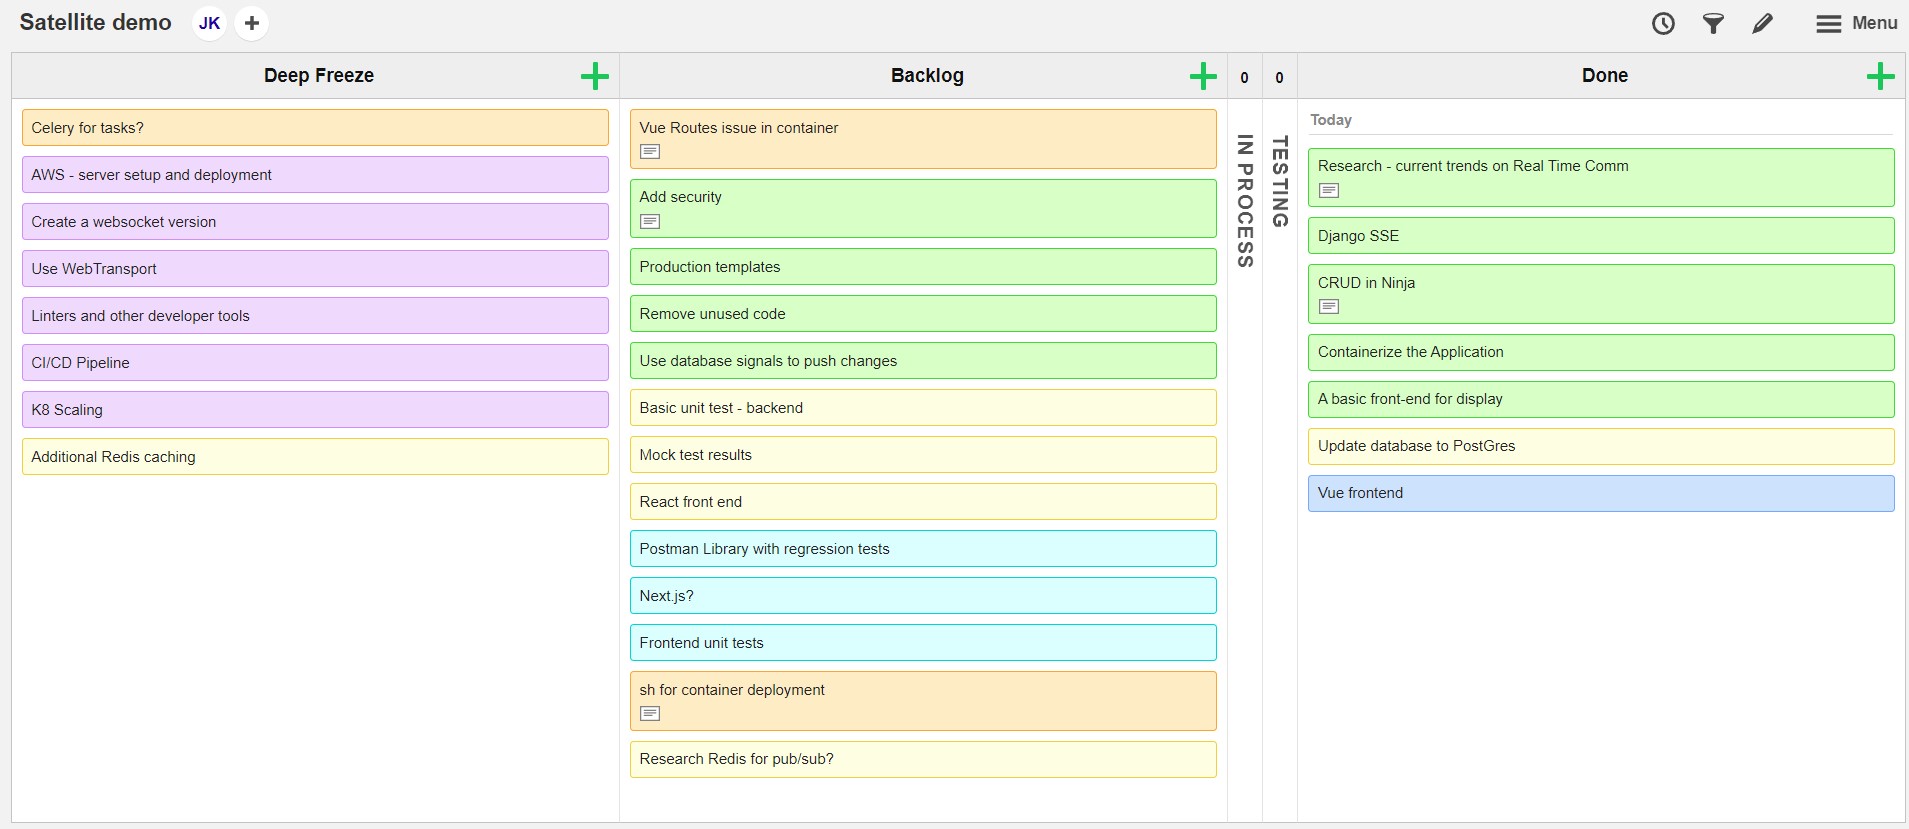 Satellite demo
JK
Menu
Deep Freeze
Celery for tasks?
AWS - server setup and deployment
Create a websocket version
Use WebTransport
Linters and other developer tools
CI/CD Pipeline
K8 Scaling
Additional Redis caching
Backlog
Vue Routes issue in container
Add security
Production templates
Remove unused code
Use database signals to push changes
Basic unit test - backend
Mock test results
React front end
Postman Library with regression tests
Next.js?
Frontend unit tests
sh for container deployment
Research Redis for pub/sub?
0
IN PROCESS
0
TESTING
Done
Today
Research - current trends on Real Time Comm
Django SSE
CRUD in Ninja
Containerize the Application
A basic front-end for display
Update database to PostGres
Vue frontend